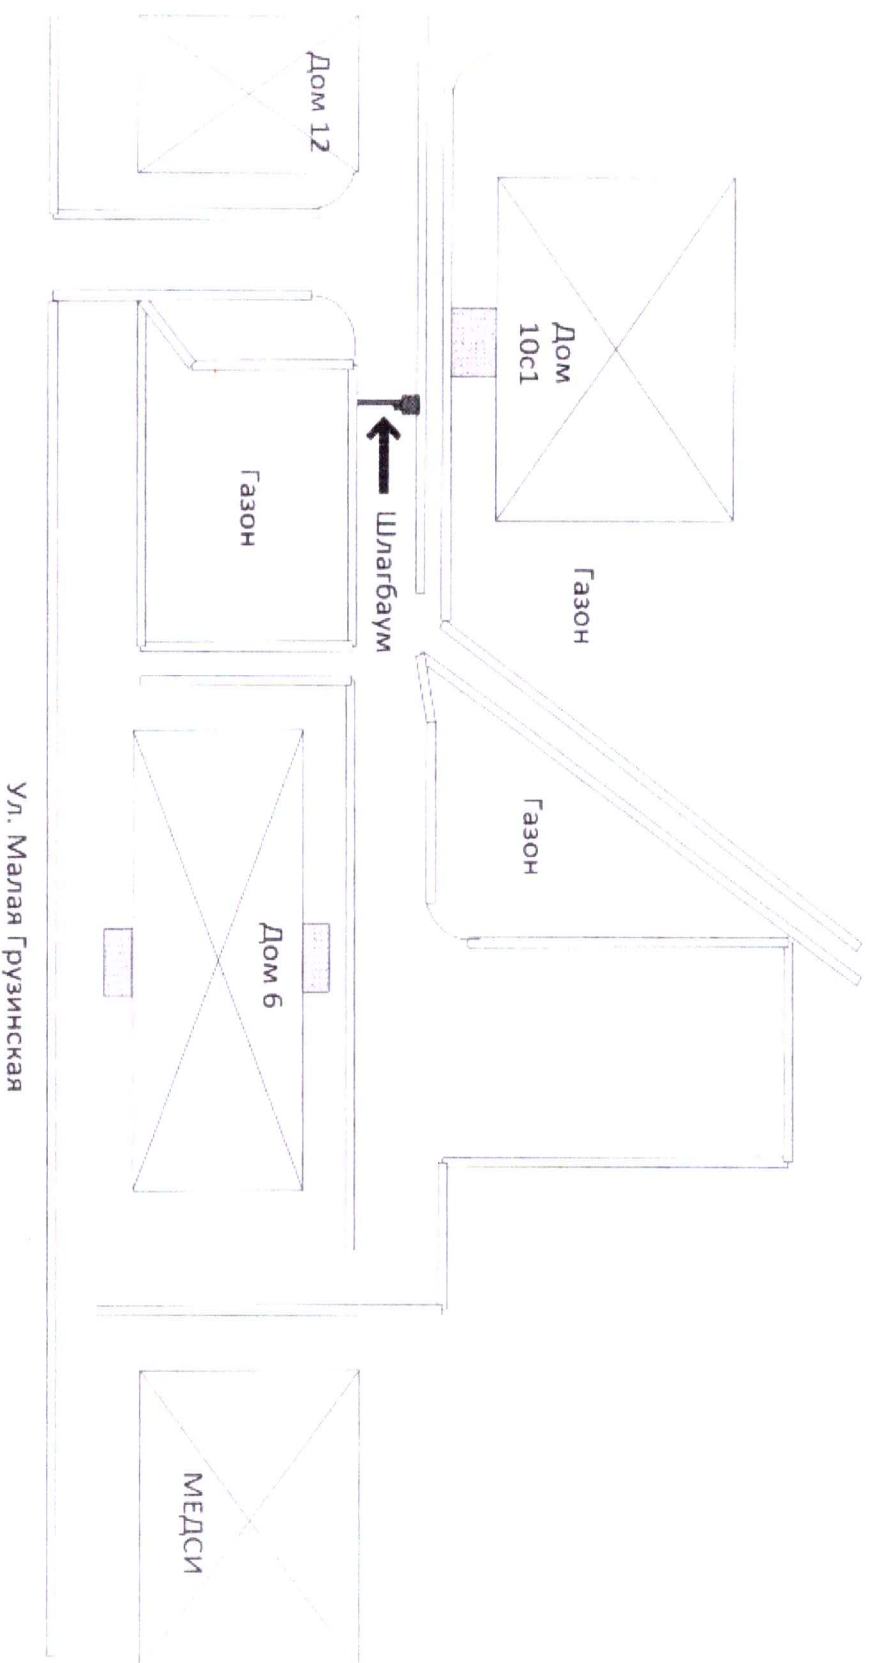 Дом 12
Дом
10с1
Газон
Шлагбаум
Газон
Газон
Дом 6
МЕДСИ
Ул. Малая Грузинская